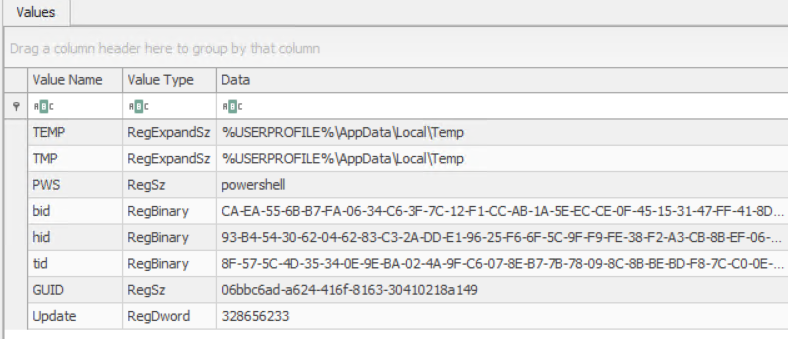 Values
Drag a column header here to group by that column
Value Name Value Type Data
ABC ABC ABC
TEMP RegExpandSz %USERPROFILE%\AppData\Local\Temp
TMP RegExpandSz %USERPROFILE%\AppData\Local\Temp
PWS RegSz powershell
bid RegBinary CA-EA-55-6B-B7-FA-06-34-C6-3F-7C-12-F1-CC-AB-1A-5E-EC-CE-0F-45-15-31-47-FF-41-8D...
hid RegBinary 93-B4-54-30-62-04-62-83-C3-2A-DD-E1-96-25-F6-6F-5C-9F-F9-FE-38-F2-A3-CB-8B-EF-06-...
tid RegBinary 8F-57-5C-4D-35-34-0E-9E-BA-02-4A-9F-C6-07-8E-B7-7B-78-09-8C-8B-BE-BD-F8-7C-C0-0E-...
GUID RegSz 06bbc6ad-a624-416f-8163-30410218a149
Update RegDword 328656233